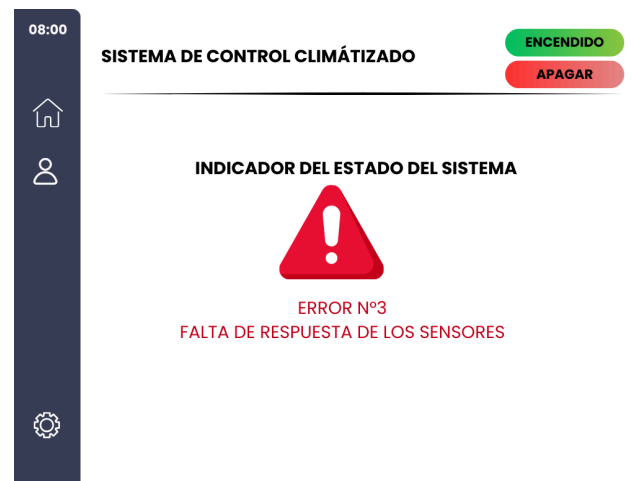 08:00
SISTEMA DE CONTROL CLIMÁTIZADO
ENCENDIDO
APAGAR
INDICADOR DEL ESTADO DEL SISTEMA
ERROR Nº3
FALTA DE RESPUESTA DE LOS SENSORES